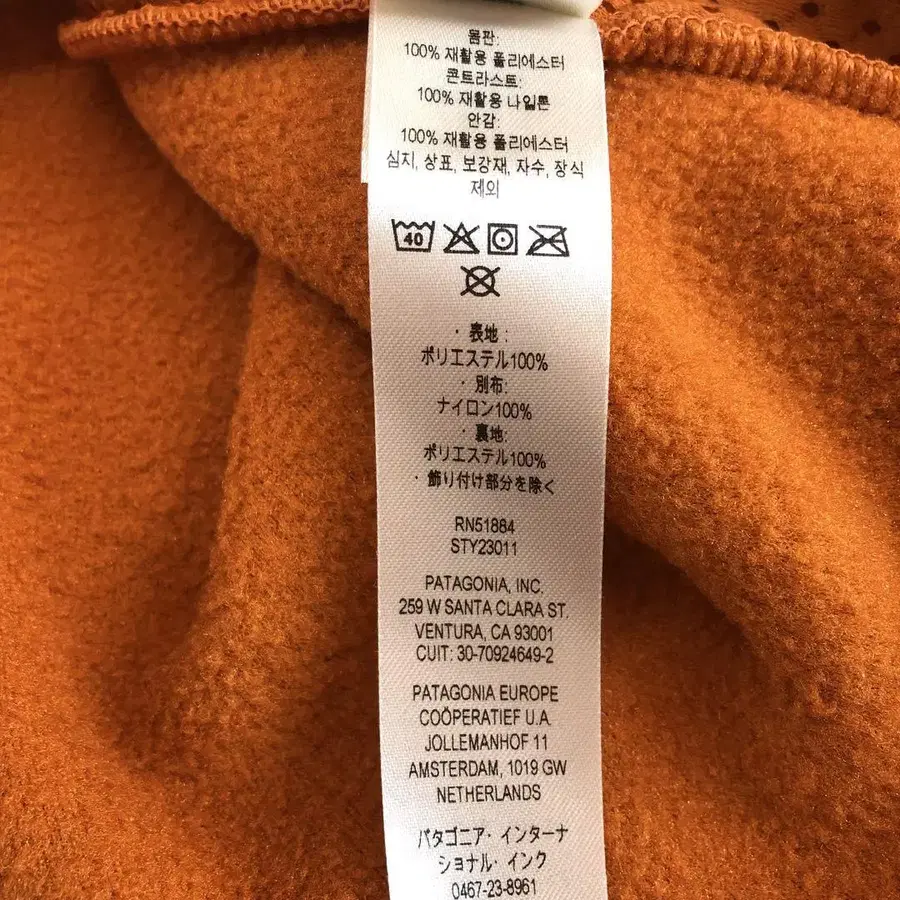 몸판:
100% 재활용 폴리에스터
콘트라스트:
100% 재활용 나일론
안감:
100% 재활용 폴리에스터
심지, 상표, 보강재, 자수, 장식
제외
40
・表地:
ポリエステル100%
・別布:
ナイロン100%
・裏地:
ポリエステル100%
・飾り付け部分を除く
RN51884
STY23011
PATAGONIA, INC.
259 W SANTA CLARA ST.
VENTURA, CA 93001
CUIT: 30-70924649-2
PATAGONIA EUROPE
COÖPERATIEF U.A.
JOLLEMANHOF 11
AMSTERDAM, 1019 GW
NETHERLANDS
パタゴニア・インターナ
ショナル・インク
0467-23-8961